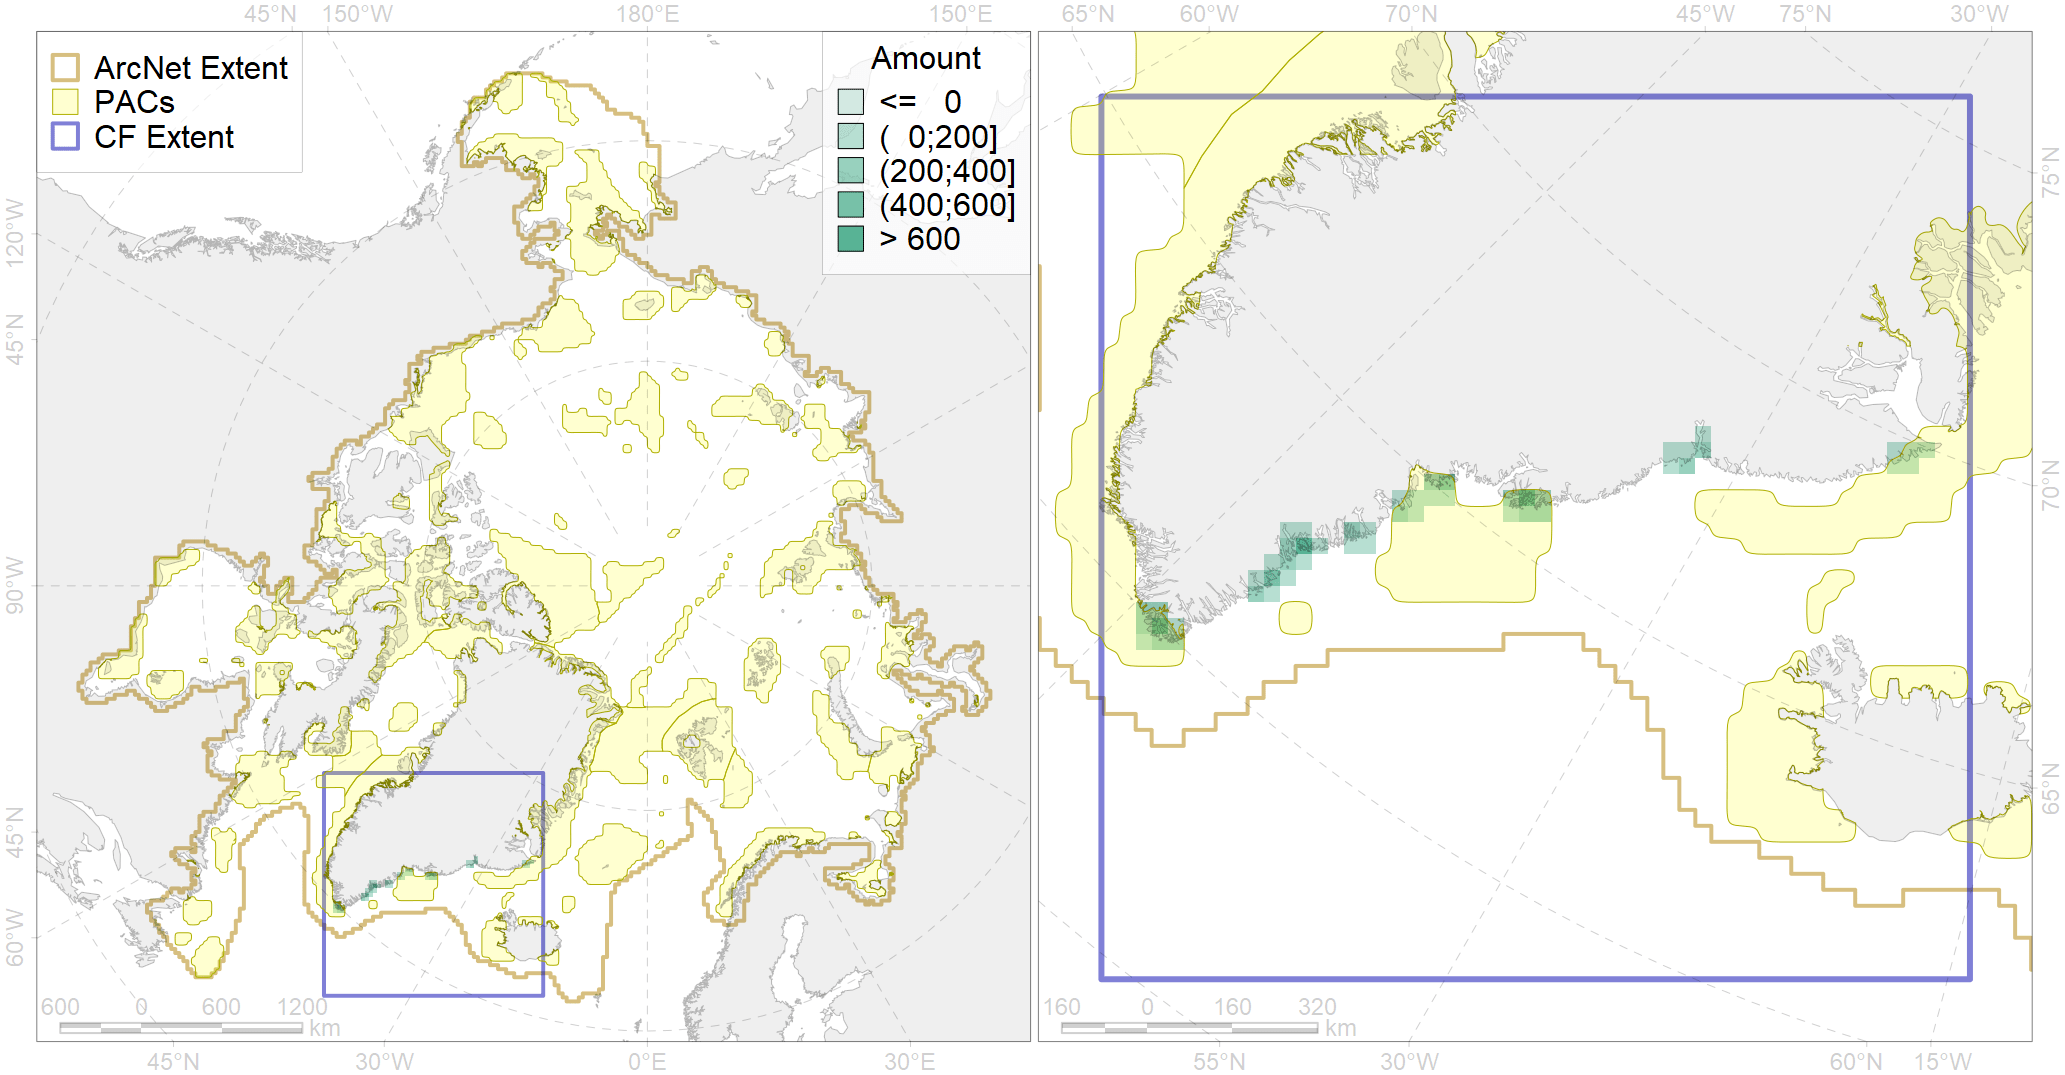 45°N 150°W 180°E 150°E 65°N 60°W 70°N 45°W 75°N 30°W
ArcNet Extent
PACs
CF Extent
Amount
<= 0
( 0;200]
(200;400]
(400;600]
> 600
120°W
45°N
90°W
45°N
60°W
75°N
70°N
65°N
600 0 600 1200
km
160 0 160 320
km
45°N 30°W 0°E 30°E 55°N 30°W 60°N 15°W